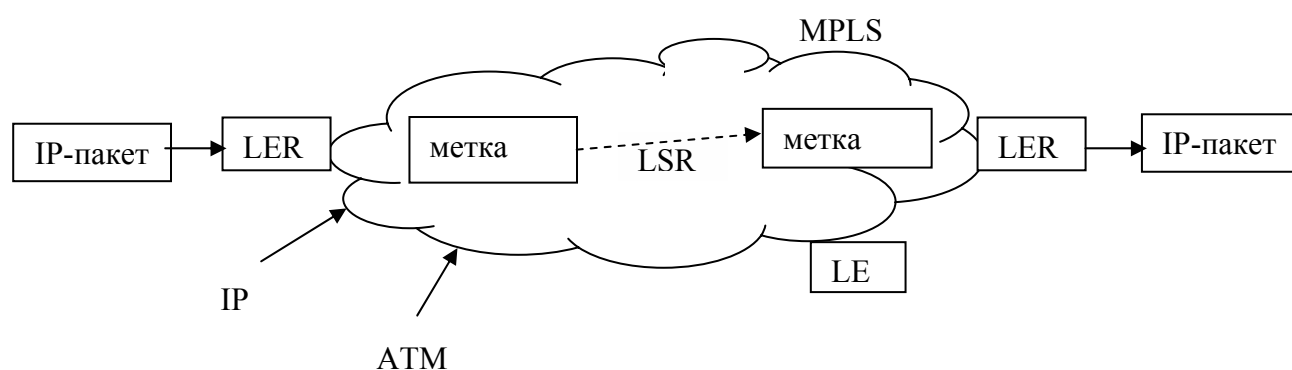 MPLS
IP-пакет
LER
метка
LSR
метка
LER
IP-пакет
LE
IP
ATM